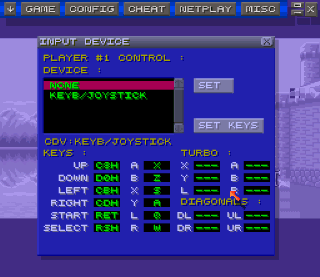 GAME CONFIG CHEAT NETPLAY MISC
INPUT DEVICE
PLAYER #1 CONTROL :
DEVICE :
NONE
KEYB/JOYSTICK
SET
SET KEYS
CDV:KEYB/JOYSTICK
KEYS : TURBO :
UP C8H A X X --- A ---
DOWN D0H B Z Y --- B ---
LEFT CBH X S L --- R ---
RIGHT CDH Y A DIAGONALS :
START RET L Q DL --- UL ---
SELECT RSH R W DR --- UR ---